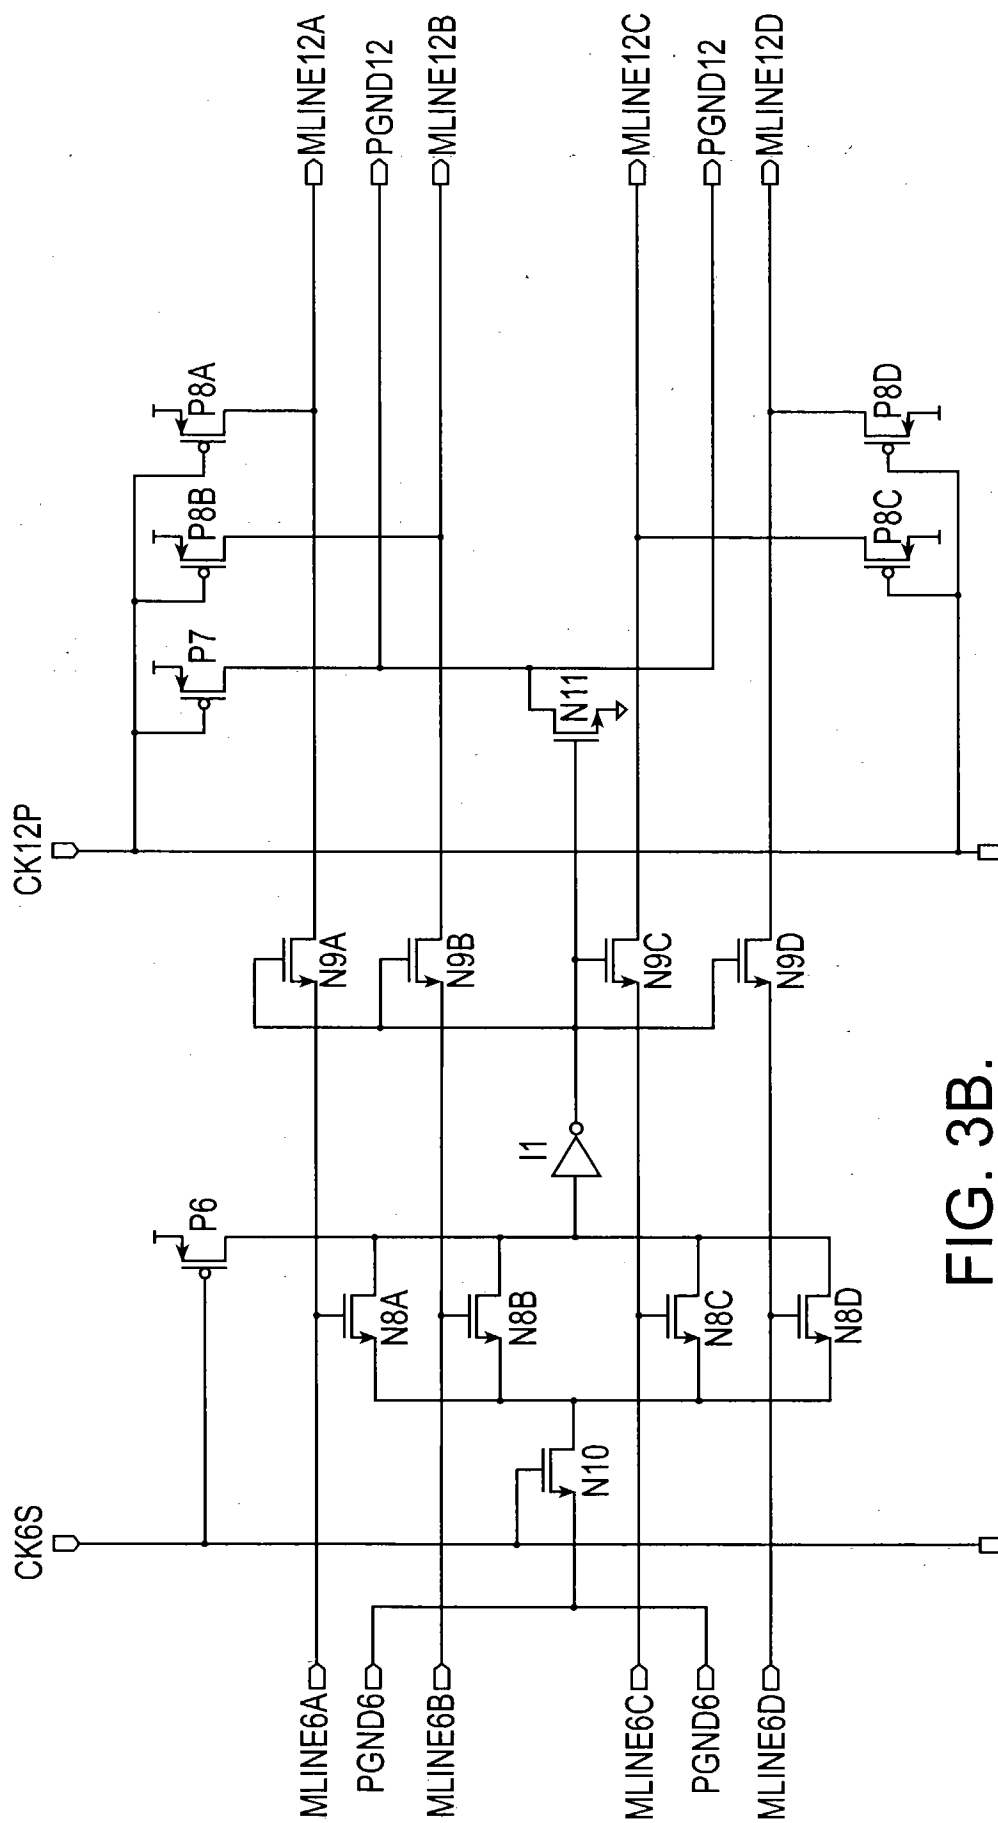 CK6S
CK12P
P6
P7
P8B
P8A
MLINE6A
N9A
MLINE12A
PGND6
N8A
PGND12
MLINE6B
N8B
N9B
MLINE12B
N10
I1
N11
MLINE6C
N8C
N9C
MLINE12C
PGND6
PGND12
MLINE6D
N8D
N9D
MLINE12D
P8C
P8D
FIG. 3B.